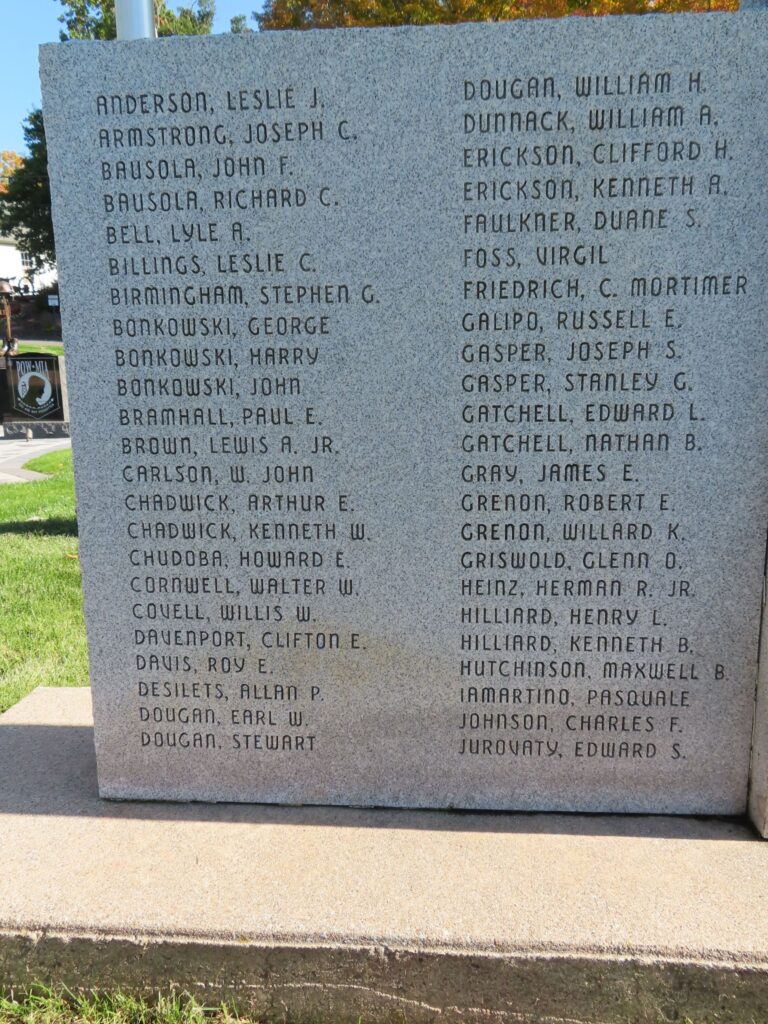 ANDERSON, LESLIE J.
ARMSTRONG, JOSEPH C.
BAUSOLA, JOHN F.
BAUSOLA, RICHARD C.
BELL, LYLE A.
BILLINGS, LESLIE C.
BIRMINGHAM, STEPHEN G.
BONKOWSKI, GEORGE
BONKOWSKI, HARRY
BONKOWSKI, JOHN
BRAMHALL, PAUL E.
BROWN, LEWIS A. JR.
CARLSON, W. JOHN
CHADWICK, ARTHUR E.
CHADWICK, KENNETH W.
CHUDOBA, HOWARD E.
CORNWELL, WALTER W.
COVELL, WILLIS W.
DAVENPORT, CLIFTON E.
DAVIS, ROY E.
DESILETS, ALLAN P.
DOUGAN, EARL W.
DOUGAN, STEWART
DOUGAN, WILLIAM H.
DUNNACK, WILLIAM A.
ERICKSON, CLIFFORD H.
ERICKSON, KENNETH A.
FAULKNER, DUANE S.
FOSS, VIRGIL
FRIEDRICH, C. MORTIMER
GALIPO, RUSSELL E.
GASPER, JOSEPH S.
GASPER, STANLEY G.
GATCHELL, EDWARD L.
GATCHELL, NATHAN B.
GRAY, JAMES E.
GRENON, ROBERT E.
GRENON, WILLARD K.
GRISWOLD, GLENN O.
HEINZ, HERMAN R. JR.
HILLIARD, HENRY L.
HILLIARD, KENNETH B.
HUTCHINSON, MAXWELL B.
IAMARTINO, PASQUALE
JOHNSON, CHARLES F.
JUROVATY, EDWARD S.
POW-MIA